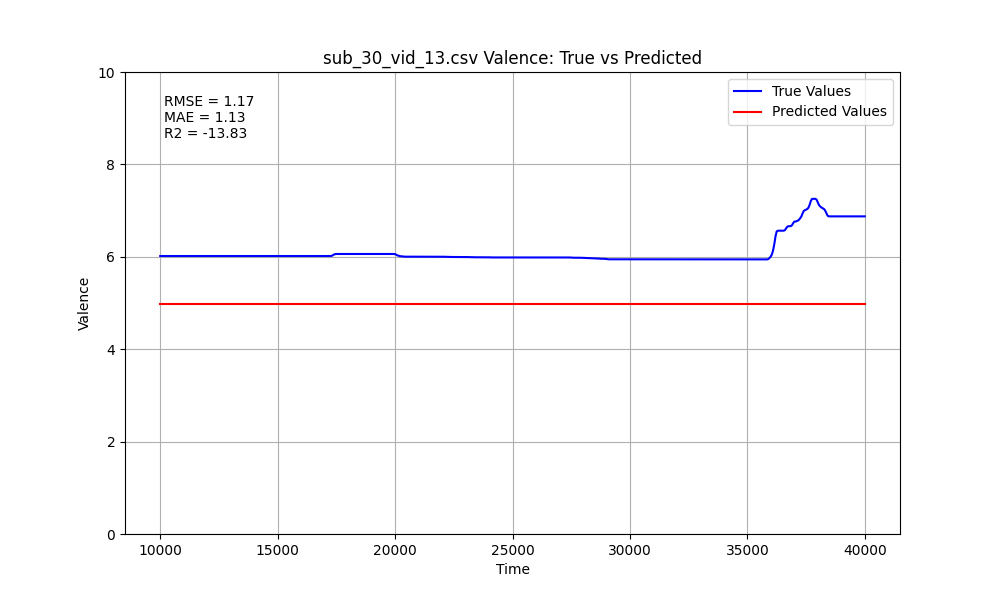 sub_30_vid_13.csv Valence: True vs Predicted
RMSE = 1.17
MAE = 1.13
R2 = -13.83
True Values
Predicted Values
Valence
10
8
6
4
2
0
10000 15000 20000 25000 30000 35000 40000
Time